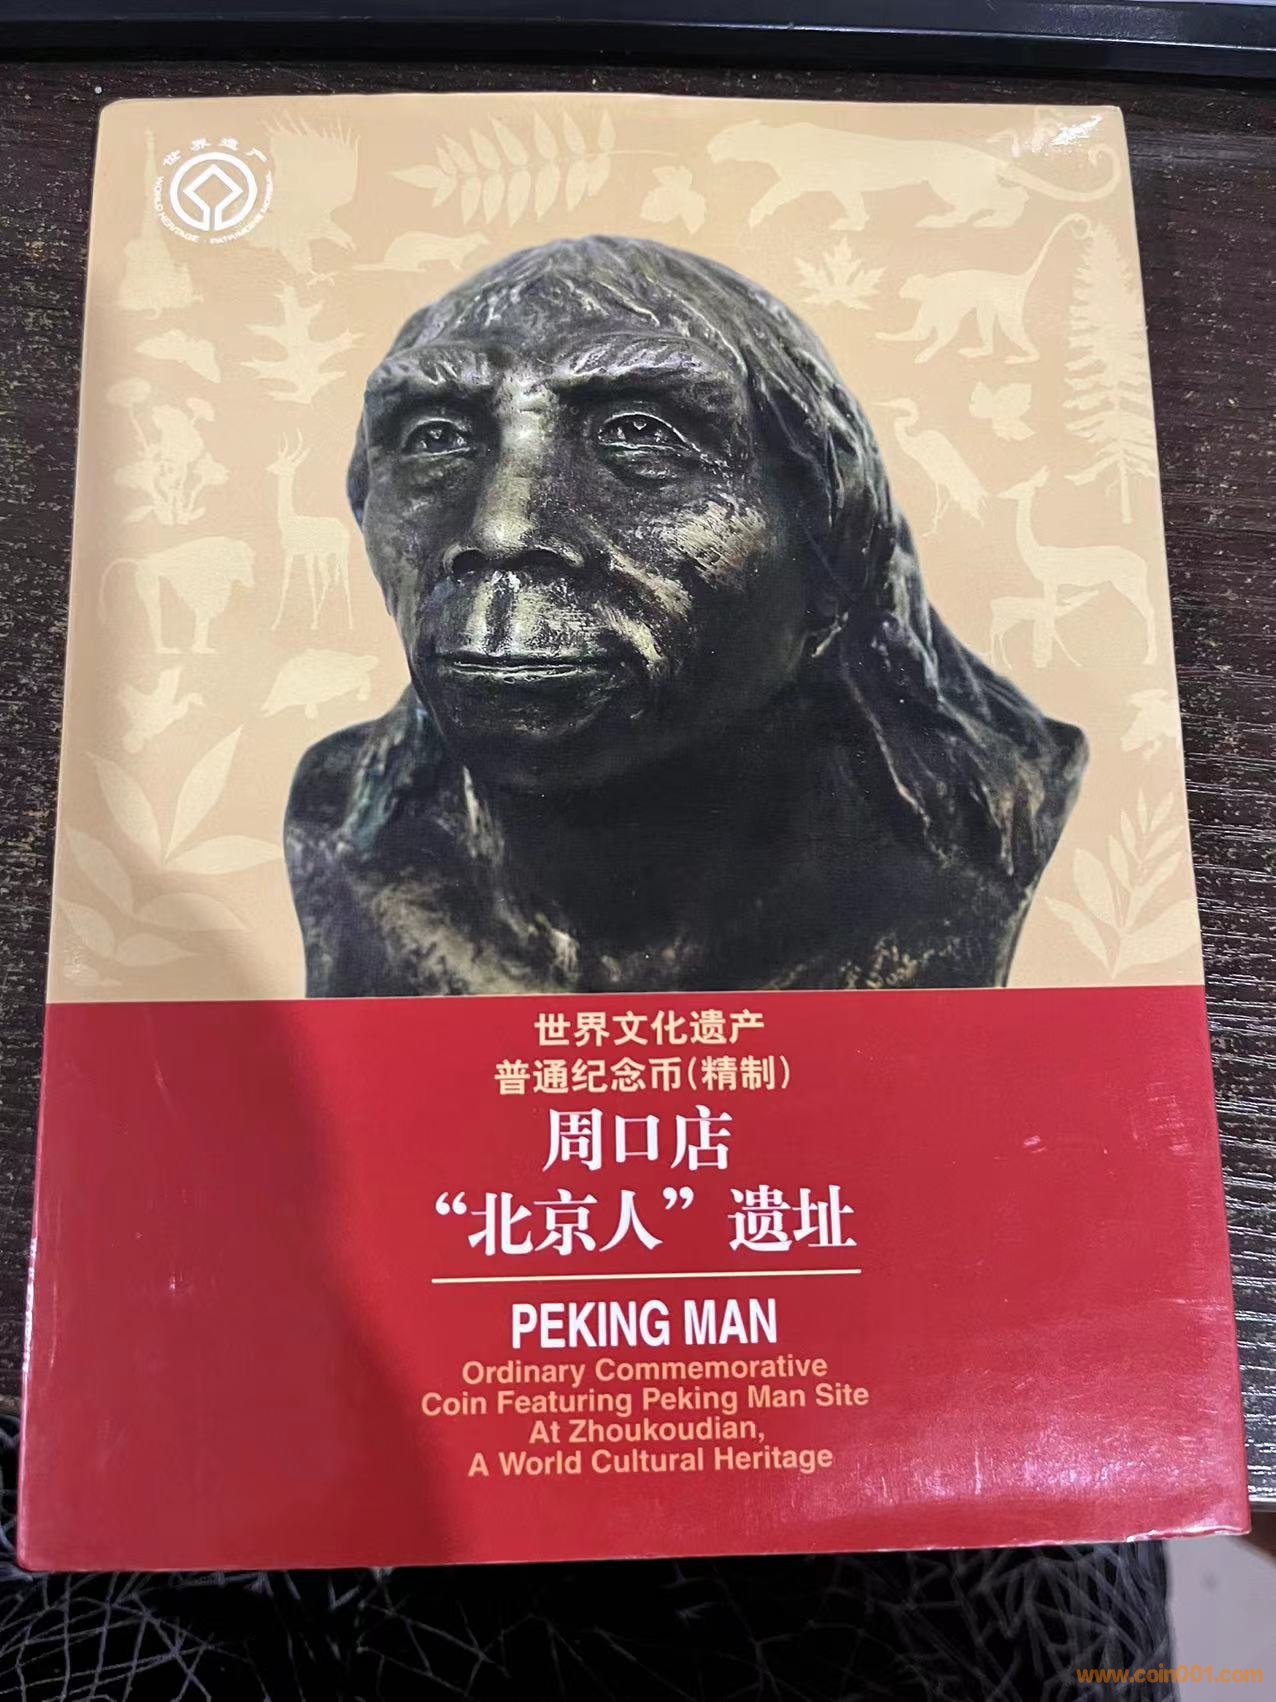 世界遗产
WORLD HERITAGE · PATRIMOINE MONDIAL
世界文化遗产
普通纪念币(精制)
周口店
“北京人”遗址
PEKING MAN
Ordinary Commemorative
Coin Featuring Peking Man Site
At Zhoukoudian,
A World Cultural Heritage
www.coin001.com